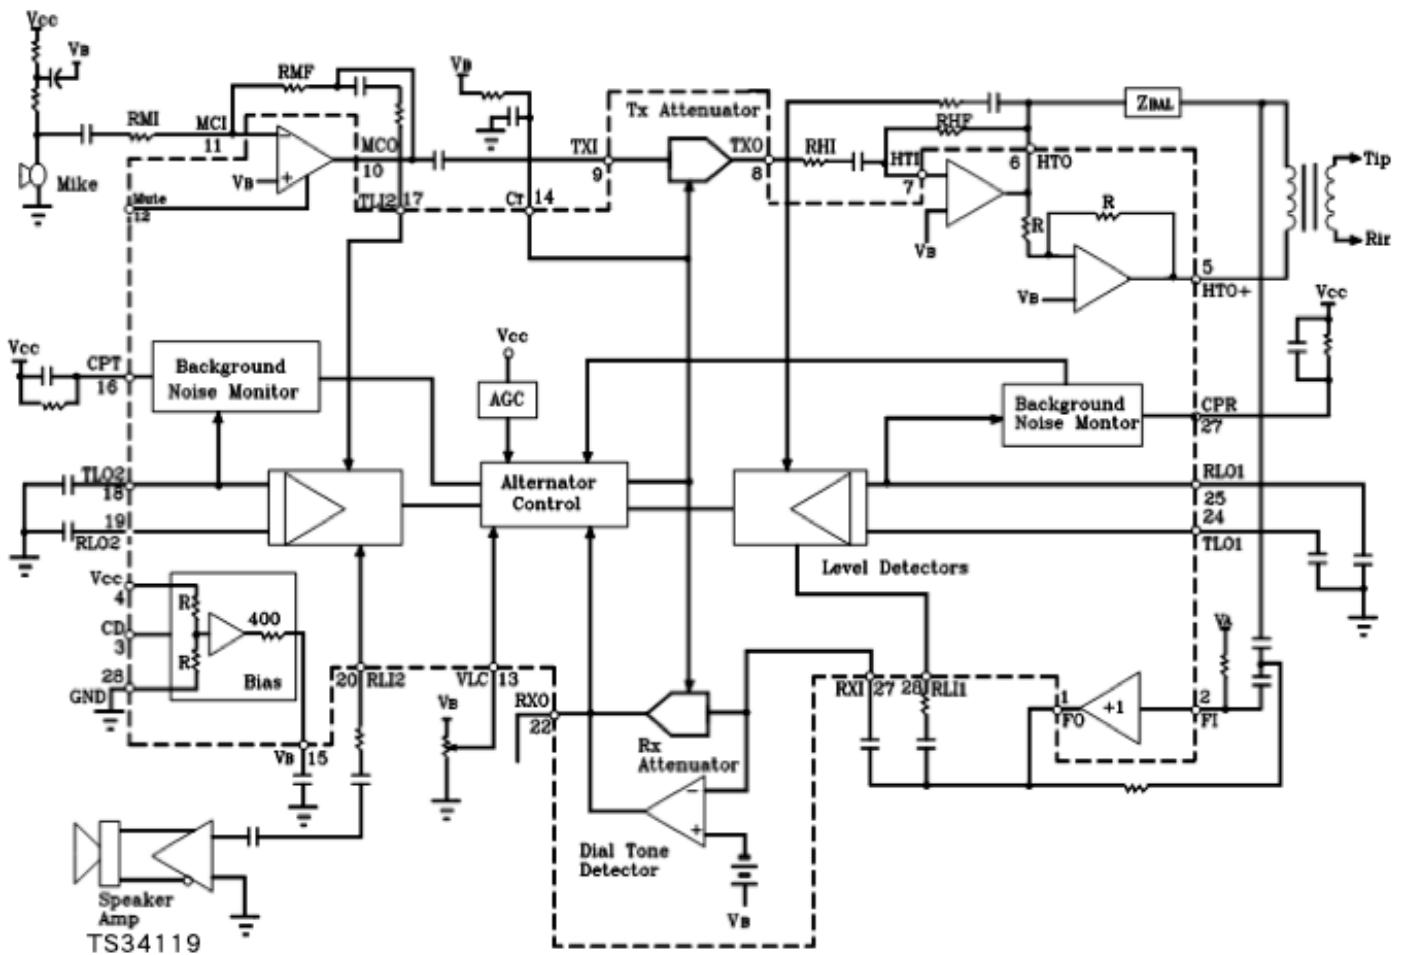 Vcc
VB
RMF
VB
Tx Attenuator
ZBAL
RMI
MCI
11
MCO
10
TXI
9
TXO
8
RHI
RHF
HTI
7
6
HTO
Tip
Mike
VB
Mute
12
TLI2
17
CT
14
VB
R
R
Rin
VB
5
HTO+
Vcc
Vcc
CPT
16
Background
Noise Monitor
Vcc
AGC
Background
Noise Montor
CPR
27
TLO2
18
19
RLO2
Alternator
Control
RLO1
25
24
TLO1
Level Detectors
Vcc
4
CD
3
28
GND
R
R
400
Bias
VA
20
RLI2
VLC
13
RXI
27
28
RLI1
VB
RXO
22
1
FO
+1
2
FI
VB
15
Rx
Attenuator
Dial Tone
Detector
VB
Speaker
Amp
TS34119